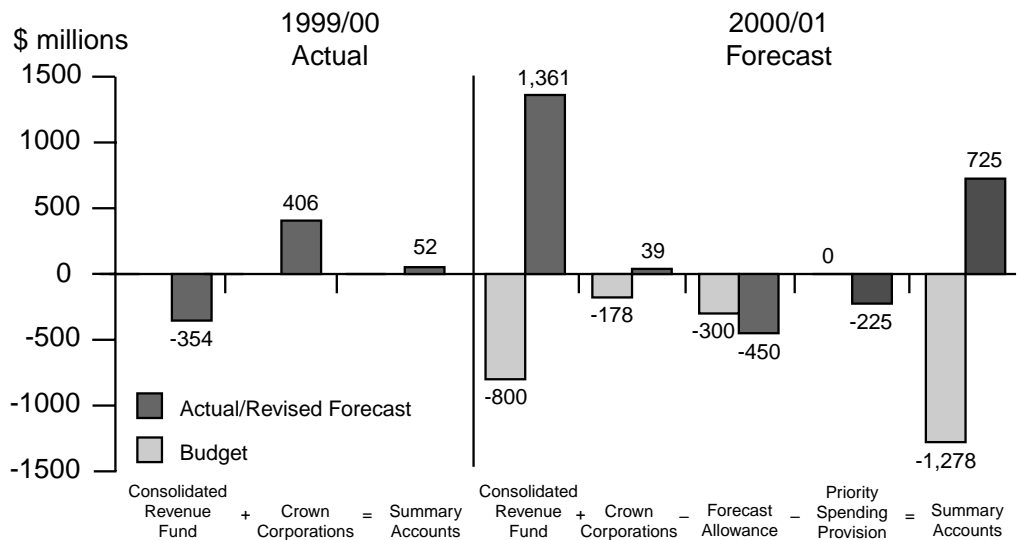 1999/00
Actual
2000/01
Forecast
$ millions
1500
1000
500
0
-500
-1000
-1500
-354
406
52
-800
1,361
-178
39
-300
-450
0
-225
-1,278
725
Actual/Revised Forecast
Budget
Consolidated
Revenue
Fund
+
Crown
Corporations
=
Summary
Accounts
Consolidated
Revenue
Fund
+
Crown
Corporations
–
Forecast
Allowance
–
Priority
Spending
Provision
=
Summary
Accounts